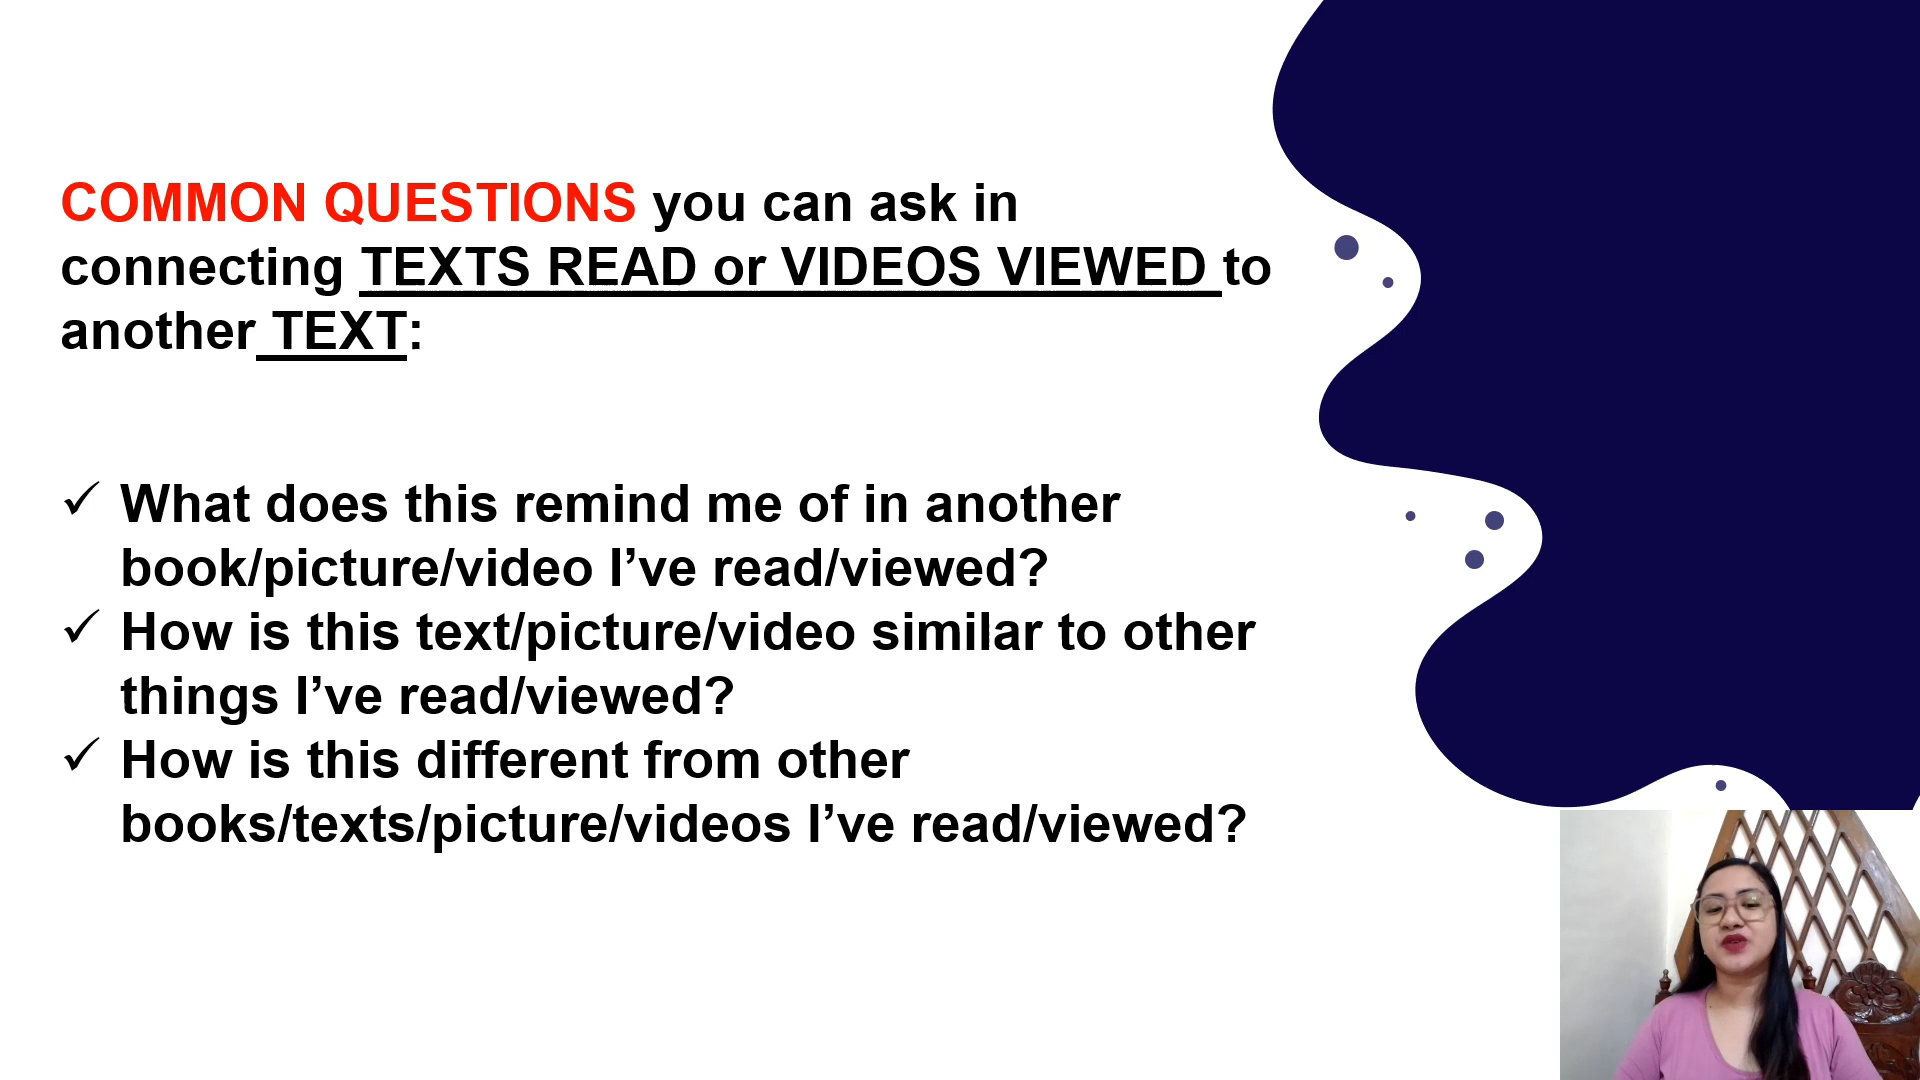 COMMON QUESTIONS you can ask in
connecting TEXTS READ or VIDEOS VIEWED to
another TEXT:
✓ What does this remind me of in another
book/picture/video I’ve read/viewed?
✓ How is this text/picture/video similar to other
things I’ve read/viewed?
✓ How is this different from other
books/texts/picture/videos I’ve read/viewed?